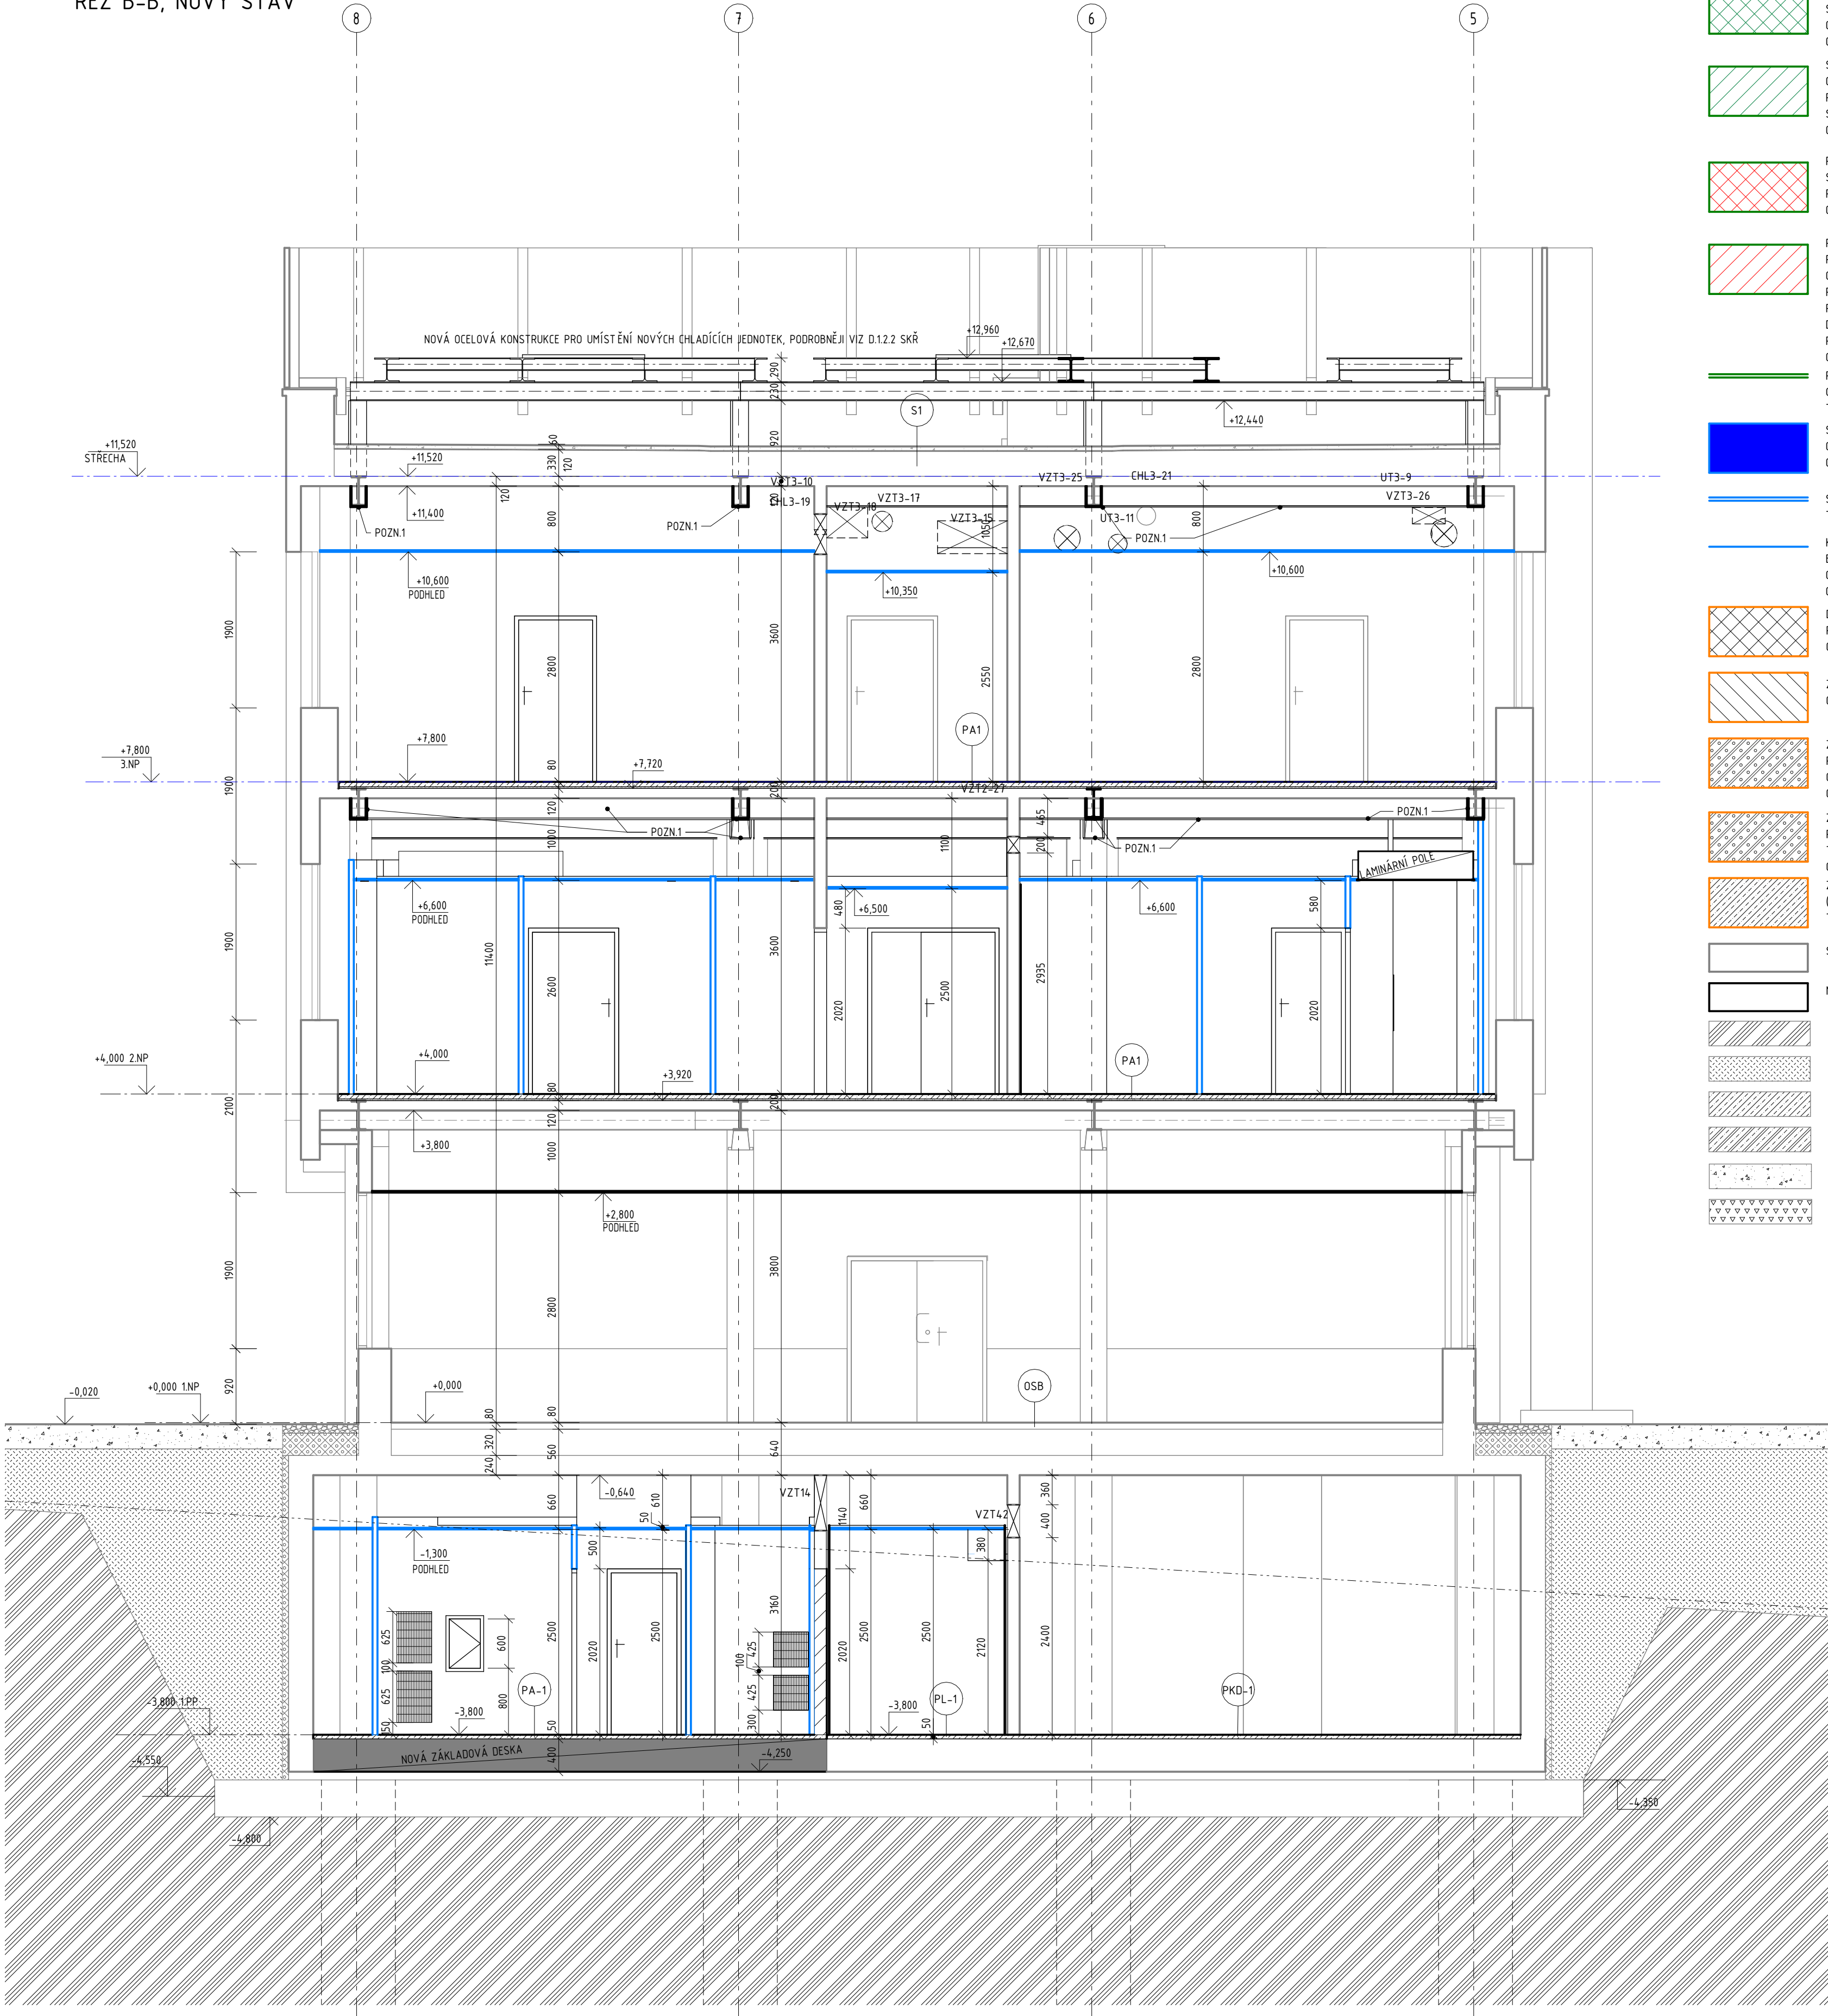 ŘEZ B-B, NOVÝ STAV
8
7
6
5
NOVÁ OCELOVÁ KONSTRUKCE PRO UMÍSTĚNÍ NOVÝCH CHLADÍCÍCH JEDNOTEK, PODROBNĚJI VIZ D.1.2.2 SKŘ
+12,960
+12,670
290
230
S1
+12,440
920
60
+11,520
STŘECHA
330
120
+11,520
120
120
VZT3-10
CHL3-19
VZT3-18
VZT3-17
VZT3-15
VZT3-25
CHL3-21
UT3-9
VZT3-26
UT3-11
+11,400
POZN.1
POZN.1
POZN.1
800
1050
800
+10,600
PODHLED
+10,350
+10,600
1900
2800
3600
2550
2800
PA1
+7,800
3.NP
+7,800
+7,720
80
200
1900
VZT2-27
120
POZN.1
POZN.1
POZN.1
1000
1100
465
200
LAMINÁRNÍ POLE
+6,600
PODHLED
480
+6,500
+6,600
580
1900
11400
2600
3600
2020
2500
2935
2020
PA1
+4,000 2.NP
+4,000
+3,920
80
200
2100
120
+3,800
1000
+2,800
PODHLED
1900
2800
3800
920
OSB
-0,020
+0,000 1.NP
+0,000
80
80
320
560
640
240
-0,640
660
610
50
VZT14
1140
660
VZT42
360
400
380
500
-1,300
PODHLED
625
100
625
150
600
800
2500
2020
2500
3160
425
100
425
300
2020
2500
2500
2120
2400
PA-1
PL-1
PKD-1
-3,800 1.PP
-3,800
-3,800
50
50
NOVÁ ZÁKLADOVÁ DESKA
400
-4,250
-4,550
-4,350
-4,800